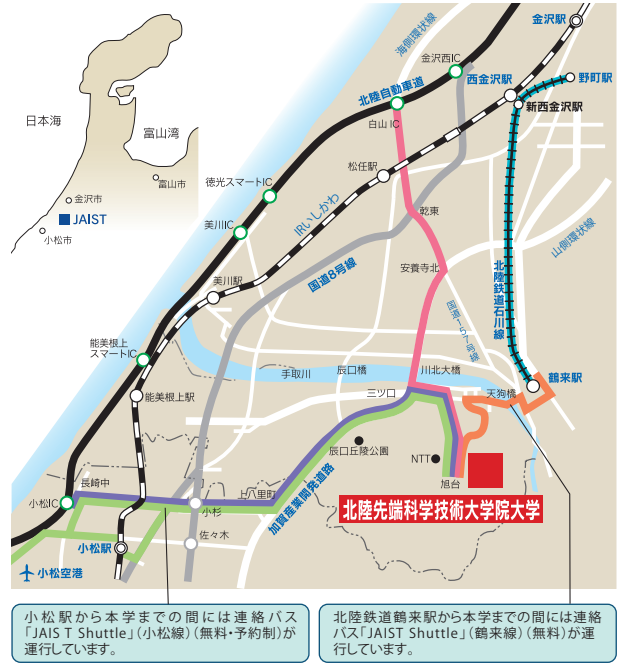 金沢駅
海側環状線
金沢西IC
西金沢駅
野町駅
北陸自動車道
新西金沢駅
白山 IC
日本海
富山湾
松任駅
徳光スマートIC
富山市
金沢市
JAIST
小松市
IRいしかわ
乾東
美川IC
山側環状線
国道8号線
安養寺北
北陸鉄道石川線
美川駅
国道157号線
能美根上
スマートIC
手取川
辰口橋
川北大橋
鶴来駅
三ツ口
天狗橋
能美根上駅
辰口丘陵公園
NTT
旭台
長崎中
上八里町
加賀産業開発道路
小松IC
小杉
北陸先端科学技術大学院大学
佐々木
小松駅
小松空港
小松駅から本学までの間には連絡バス
「JAIS T Shuttle」（小松線）（無料・予約制）が
運行しています。
北陸鉄道鶴来駅から本学までの間には連絡
バス「JAIST Shuttle」（鶴来線）（無料）が運
行しています。